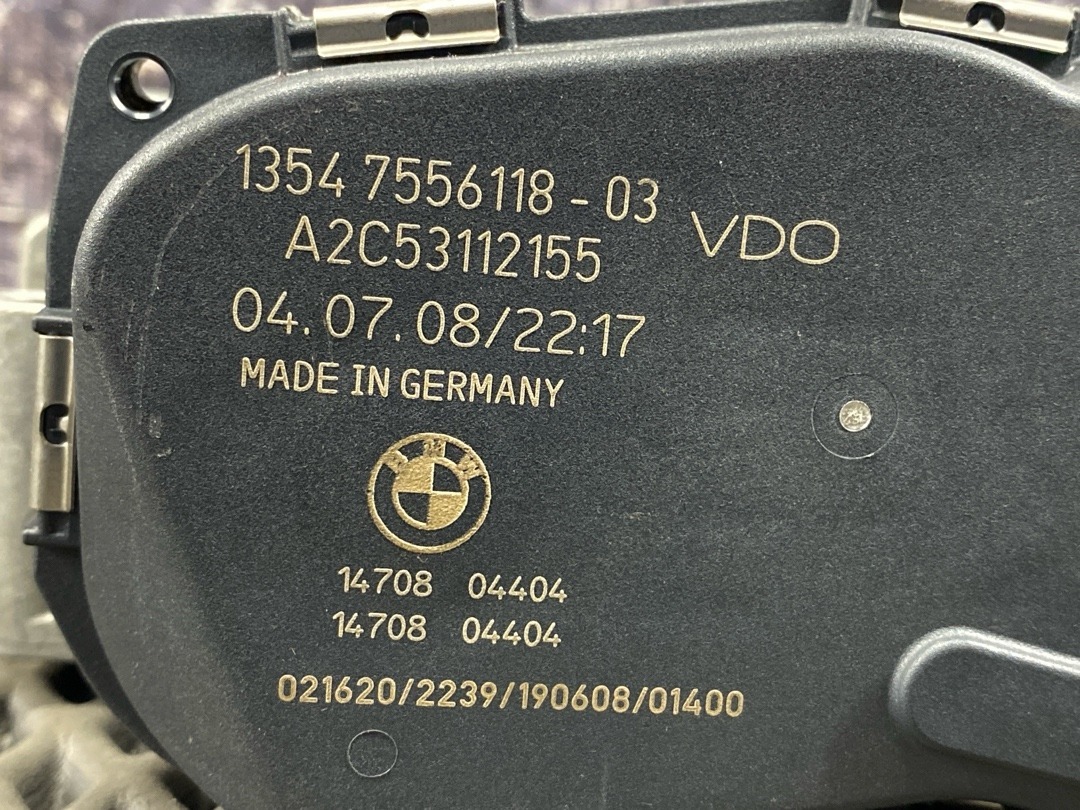 1354 7556118 - 03
A2C53112155
VDO
04.07.08/22:17
MADE IN GERMANY
BMW
14708 04404
14708 04404
021620/2239/190608/01400